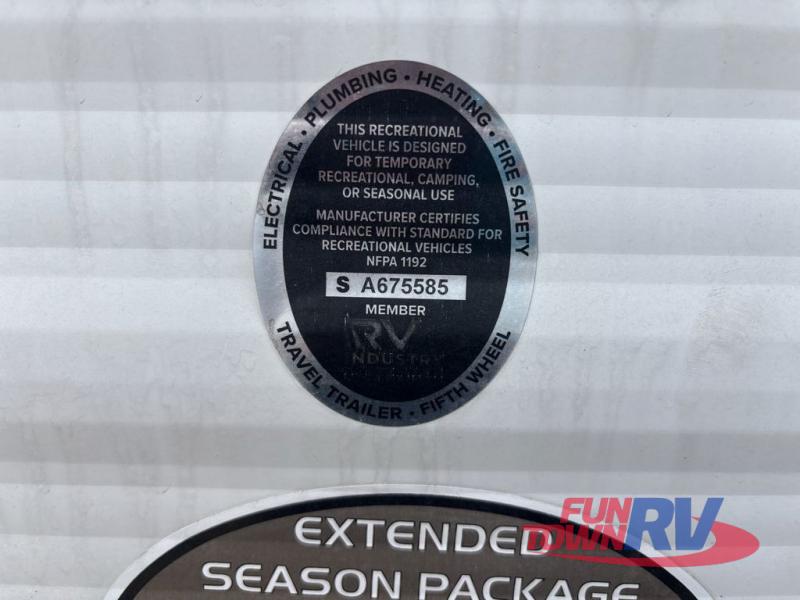 ELECTRICAL • PLUMBING • HEATING • FIRE SAFETY
THIS RECREATIONAL
VEHICLE IS DESIGNED
FOR TEMPORARY
RECREATIONAL, CAMPING,
OR SEASONAL USE
MANUFACTURER CERTIFIES
COMPLIANCE WITH STANDARD FOR
RECREATIONAL VEHICLES
NFPA 1192
S A675585
MEMBER
RV
INDUSTRY
TRAVEL TRAILER • FIFTH WHEEL
EXTENDED
SEASON PACKAGE
FUN
TOWN RV